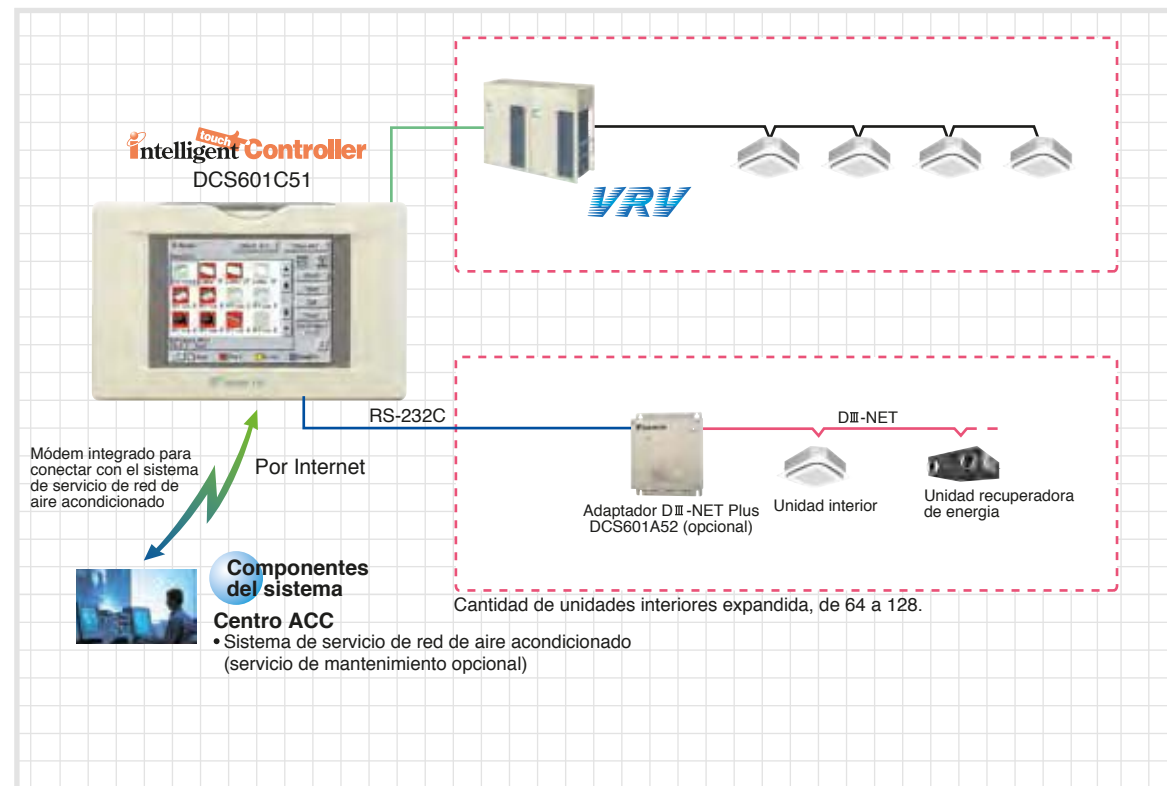 intelligent touch Controller
DCS601C51
VRV
RS-232C
DⅢ-NET
Módem integrado para
conectar con el sistema
de servicio de red de
aire acondicionado
Por Internet
Adaptador DⅢ-NET Plus
DCS601A52 (opcional)
Unidad interior
Unidad recuperadora
de energia
Componentes
del sistema
Cantidad de unidades interiores expandida, de 64 a 128.
Centro ACC
• Sistema de servicio de red de aire acondicionado
(servicio de mantenimiento opcional)